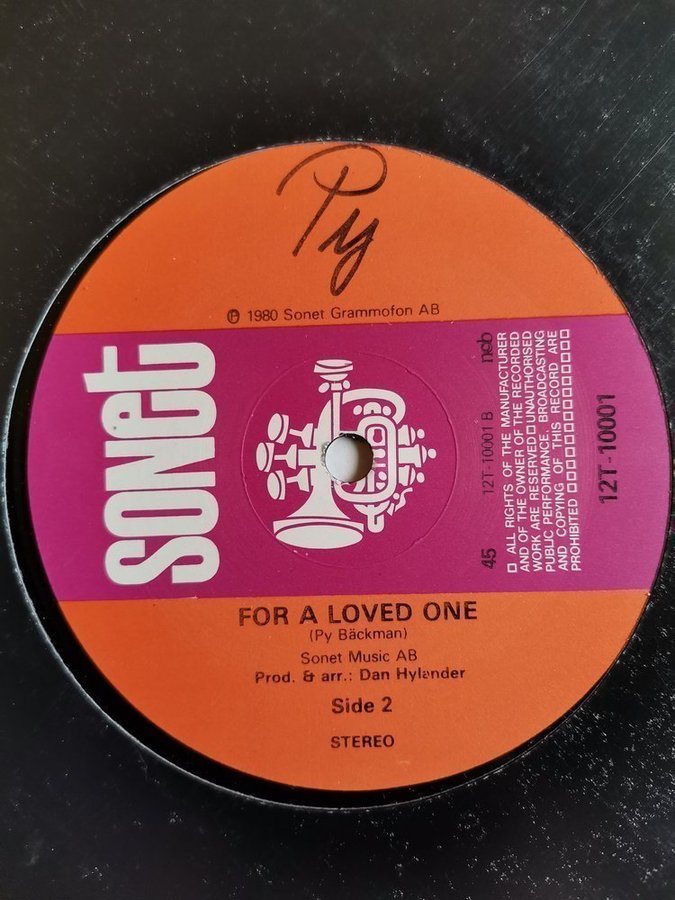 Py
℗ 1980 Sonet Grammofon AB
sonet
45
12T-10001 B
ncb
□ ALL RIGHTS OF THE MANUFACTURER
AND OF THE OWNER OF THE RECORDED
WORK ARE RESERVED □ UNAUTHORISED
PUBLIC PERFORMANCE, BROADCASTING
AND COPYING OF THIS RECORD ARE
PROHIBITED □ □ □ □ □ □ □ □ □ □ □ □
12T-10001
FOR A LOVED ONE
(Py Bäckman)
Sonet Music AB
Prod. & arr.: Dan Hylander
Side 2
STEREO